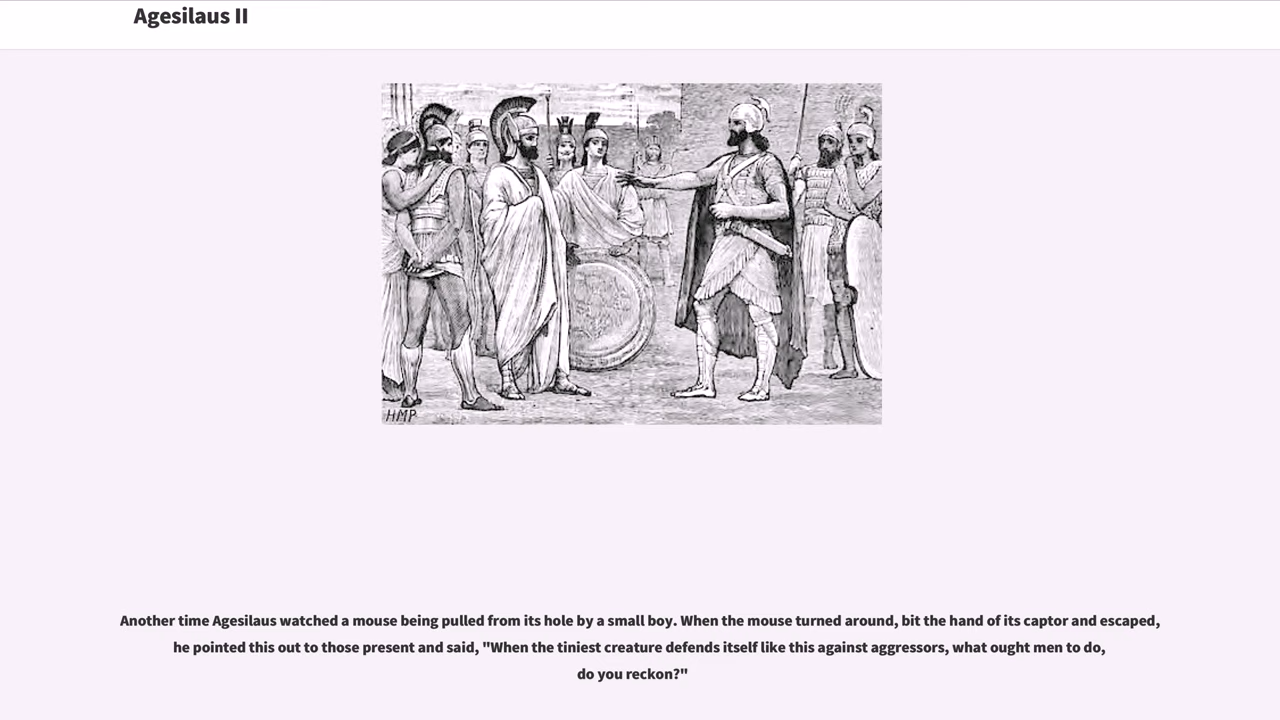 Agesilaus II
HMP
Another time Agesilaus watched a mouse being pulled from its hole by a small boy. When the mouse turned around, bit the hand of its captor and escaped,
he pointed this out to those present and said, "When the tiniest creature defends itself like this against aggressors, what ought men to do,
do you reckon?"